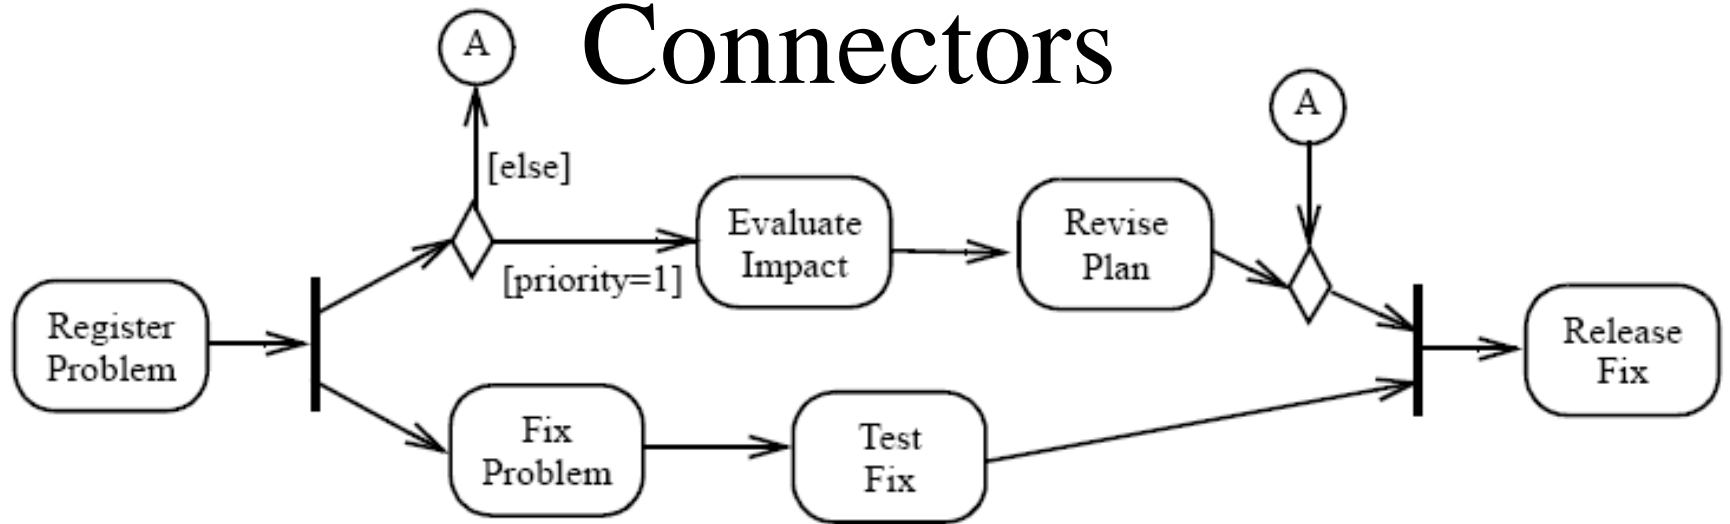 Connectors
A
A
[else]
[priority=1]
Evaluate
Impact
Revise
Plan
Register
Problem
Release
Fix
Fix
Problem
Test
Fix